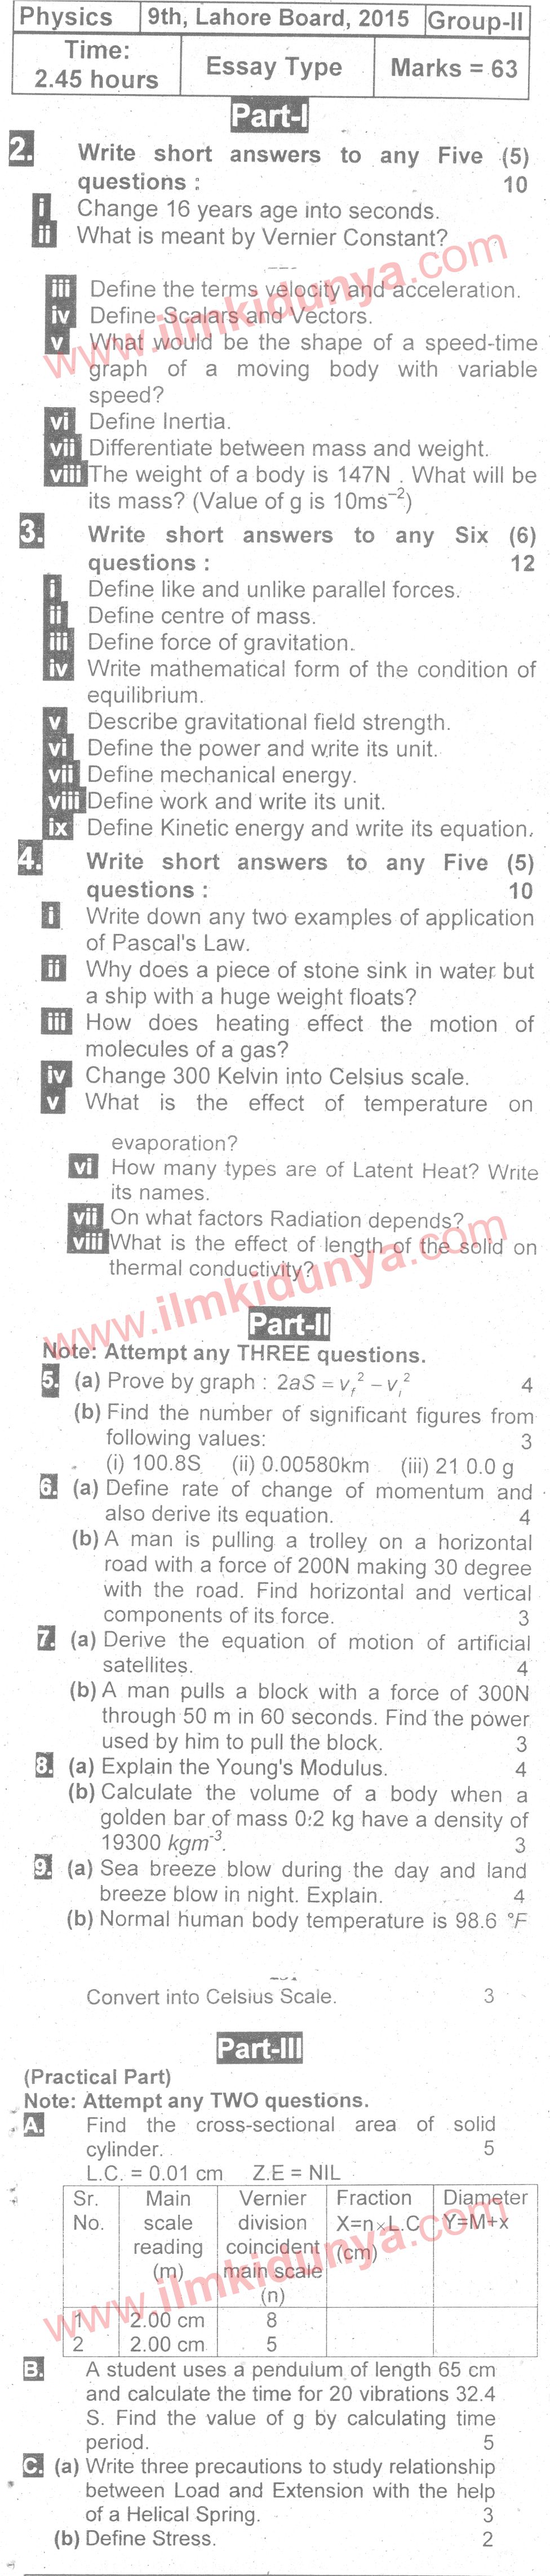 Physics 9th, Lahore Board, 2015 Group-II
Time: 2.45 hours Essay Type Marks = 63
Part-I
2. Write short answers to any Five (5)
questions : 10
i Change 16 years age into seconds.
ii What is meant by Vernier Constant?
iii Define the terms velocity and acceleration.
iv Define Scalars and Vectors.
v What would be the shape of a speed-time
graph of a moving body with variable
speed?
vi Define Inertia.
vii Differentiate between mass and weight.
viii The weight of a body is 147N . What will be
its mass? (Value of g is 10ms⁻²)
www.ilmkidunya.com
3. Write short answers to any Six (6)
questions : 12
i Define like and unlike parallel forces.
ii Define centre of mass.
iii Define force of gravitation.
iv Write mathematical form of the condition of
equilibrium.
v Describe gravitational field strength.
vi Define the power and write its unit.
vii Define mechanical energy.
viii Define work and write its unit.
ix Define Kinetic energy and write its equation.
4. Write short answers to any Five (5)
questions : 10
i Write down any two examples of application
of Pascal's Law.
ii Why does a piece of stone sink in water but
a ship with a huge weight floats?
iii How does heating effect the motion of
molecules of a gas?
iv Change 300 Kelvin into Celsius scale.
v What is the effect of temperature on
evaporation?
vi How many types are of Latent Heat? Write
its names.
vii On what factors Radiation depends?
viii What is the effect of length of the solid on
thermal conductivity?
www.ilmkidunya.com
Part-II
Note: Attempt any THREE questions.
5. (a) Prove by graph : 2aS = v_f² – v_i² 4
(b) Find the number of significant figures from
following values: 3
(i) 100.8S (ii) 0.00580km (iii) 21 0.0 g
6. (a) Define rate of change of momentum and
also derive its equation. 4
(b) A man is pulling a trolley on a horizontal
road with a force of 200N making 30 degree
with the road. Find horizontal and vertical
components of its force. 3
7. (a) Derive the equation of motion of artificial
satellites. 4
(b) A man pulls a block with a force of 300N
through 50 m in 60 seconds. Find the power
used by him to pull the block. 3
8. (a) Explain the Young's Modulus. 4
(b) Calculate the volume of a body when a
golden bar of mass 0.2 kg have a density of
19300 kgm⁻³. 3
9. (a) Sea breeze blow during the day and land
breeze blow in night. Explain. 4
(b) Normal human body temperature is 98.6 °F
Convert into Celsius Scale. 3
Part-III
(Practical Part)
Note: Attempt any TWO questions.
A. Find the cross-sectional area of solid
cylinder. 5
L.C. = 0.01 cm Z.E = NIL
Sr. Main Vernier Fraction Diameter
No. scale division X=n×L.C Y=M+x
reading coincident (cm)
(m) main scale
(n)
1 2.00 cm 8
2 2.00 cm 5
www.ilmkidunya.com
B. A student uses a pendulum of length 65 cm
and calculate the time for 20 vibrations 32.4
S. Find the value of g by calculating time
period. 5
C. (a) Write three precautions to study relationship
between Load and Extension with the help
of a Helical Spring. 3
(b) Define Stress. 2